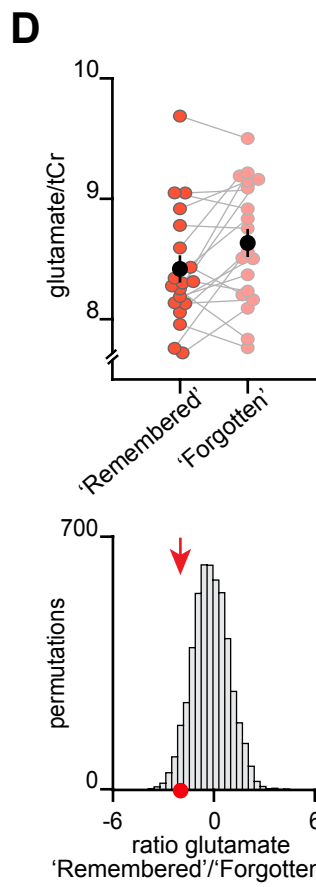 D
10
glutamate/tCr
9
8
‘Remembered’
‘Forgotten’
700
permutations
0
-6
0
6
ratio glutamate
‘Remembered’/‘Forgotten